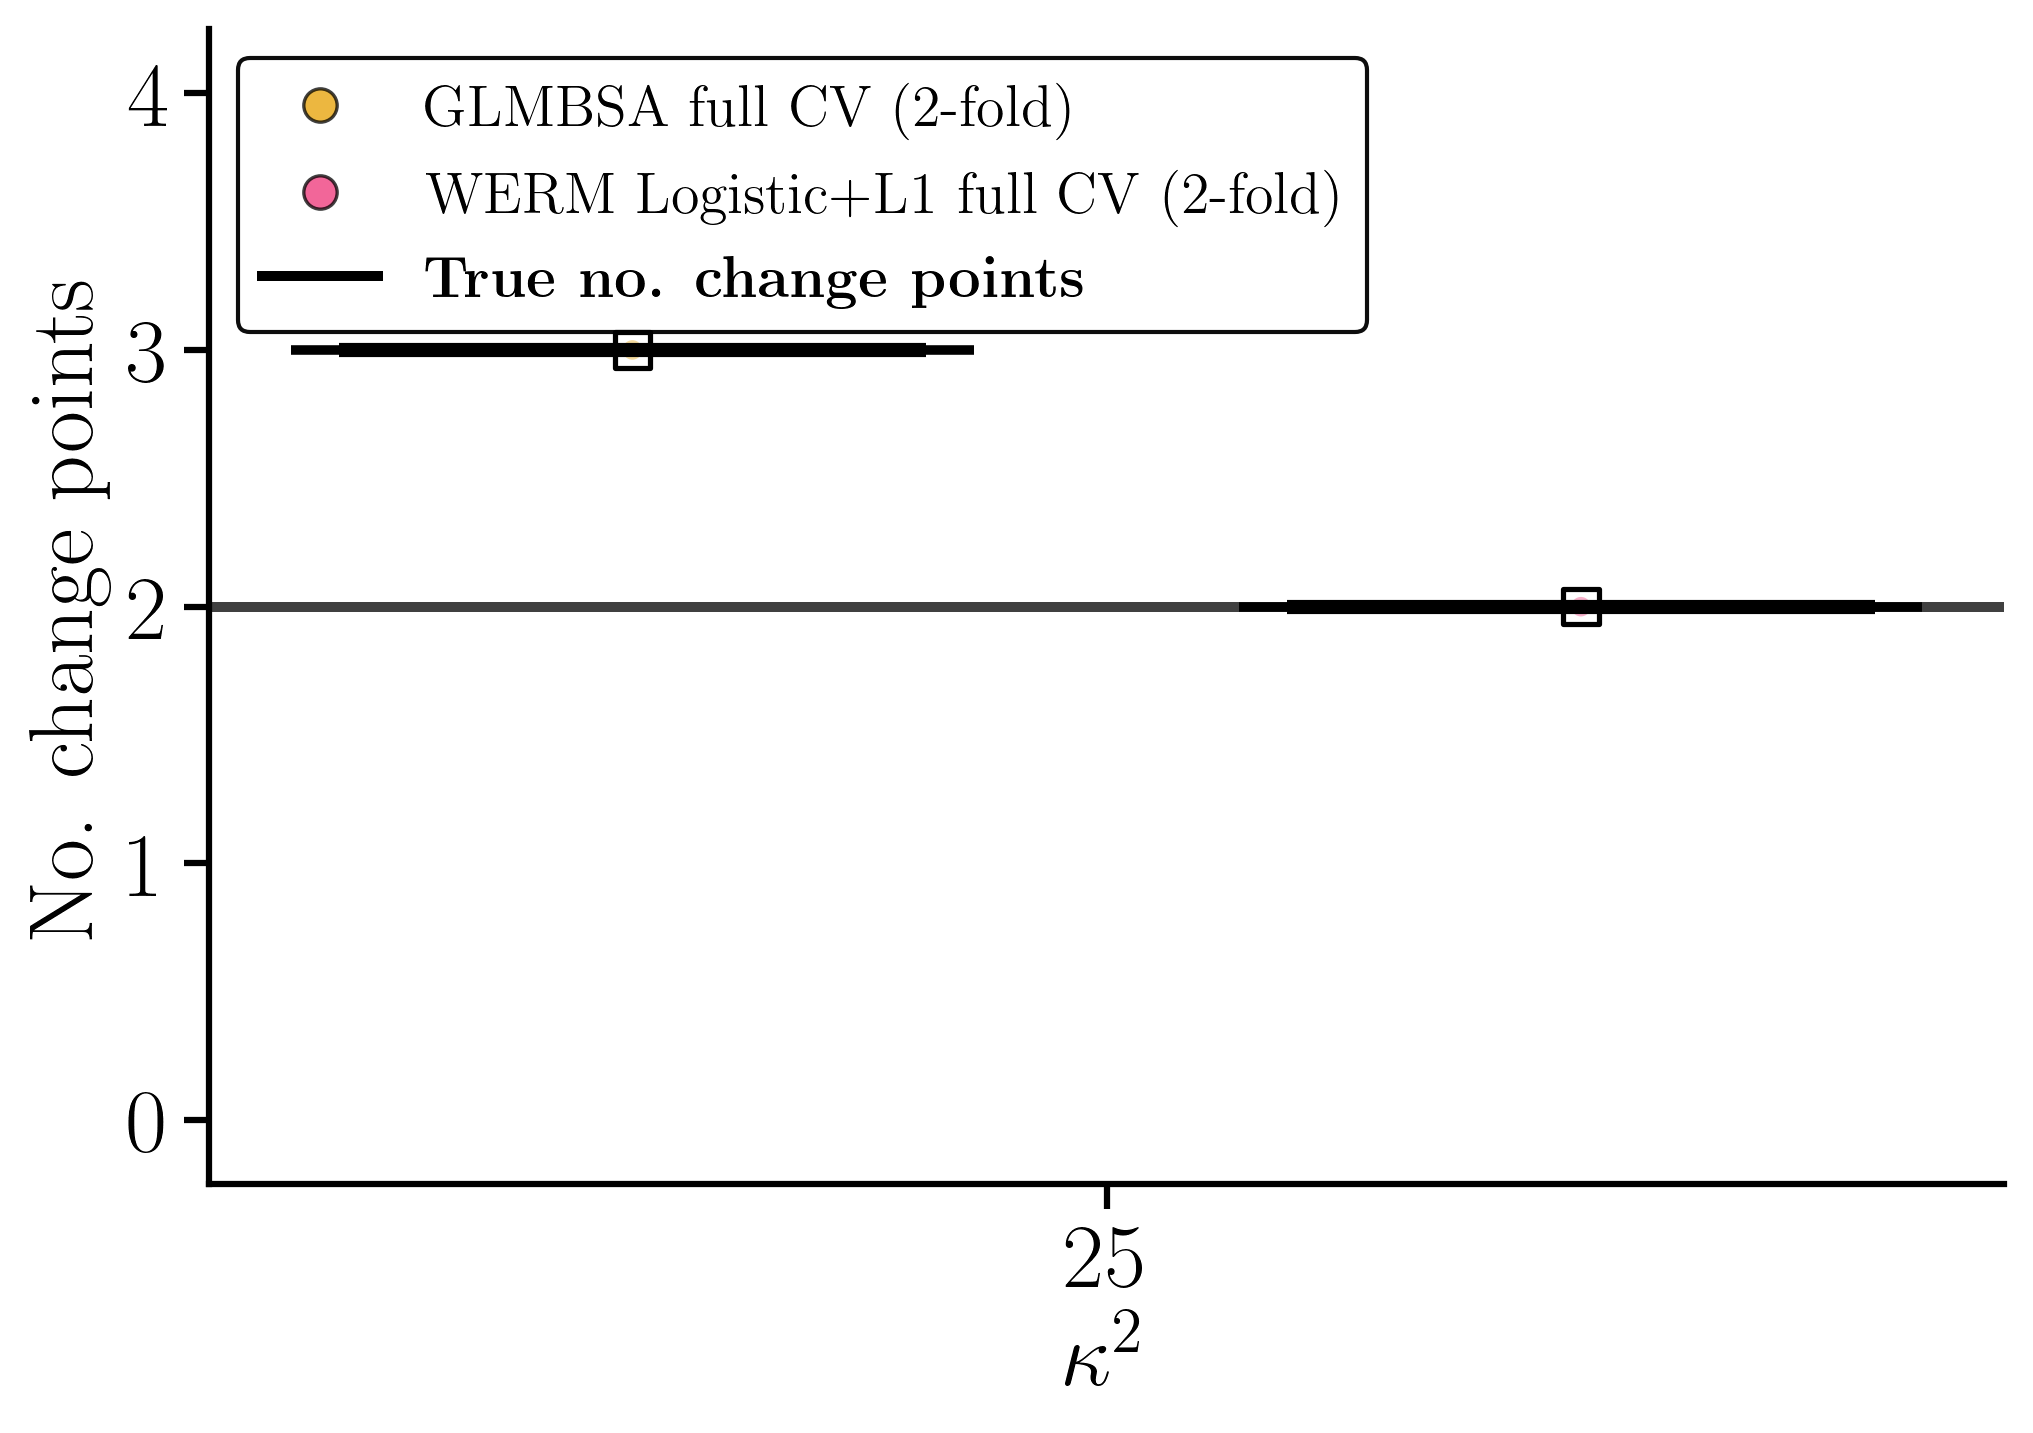 GLMBSA full CV (2-fold)
WERM Logistic+L1 full CV (2-fold)
True no. change points
No. change points
4
3
2
1
0
25
κ²